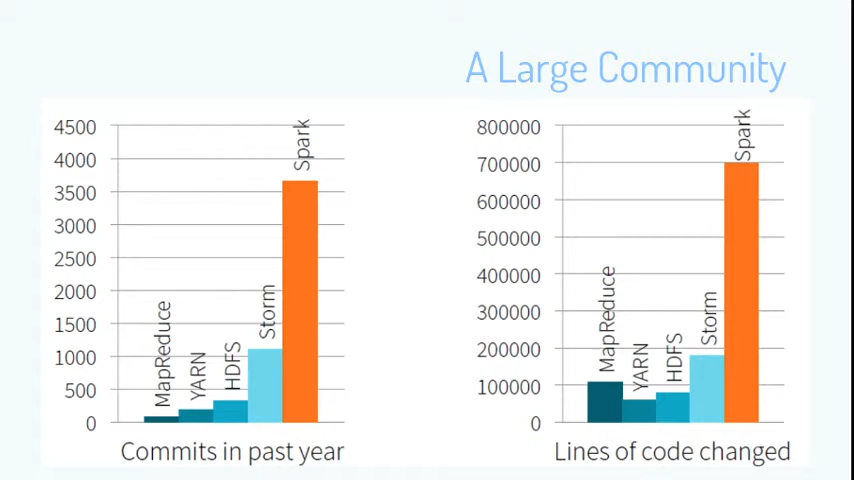 A Large Community
4500
4000
3500
3000
2500
2000
1500
1000
500
0
MapReduce
YARN
HDFS
Storm
Spark
Commits in past year
800000
700000
600000
500000
400000
300000
200000
100000
0
MapReduce
YARN
HDFS
Storm
Spark
Lines of code changed